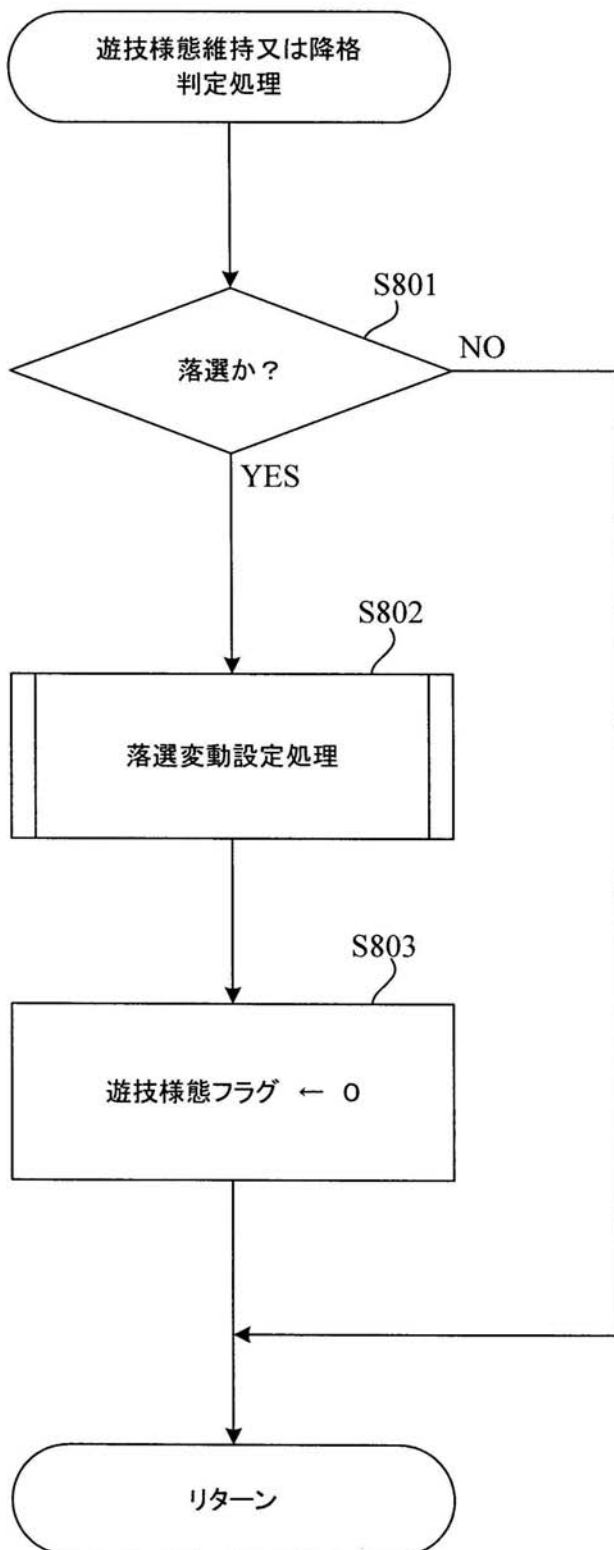 遊技様態維持又は降格
判定処理
S801
落選か？
NO
YES
S802
落選変動設定処理
S803
遊技様態フラグ ← 0
リターン